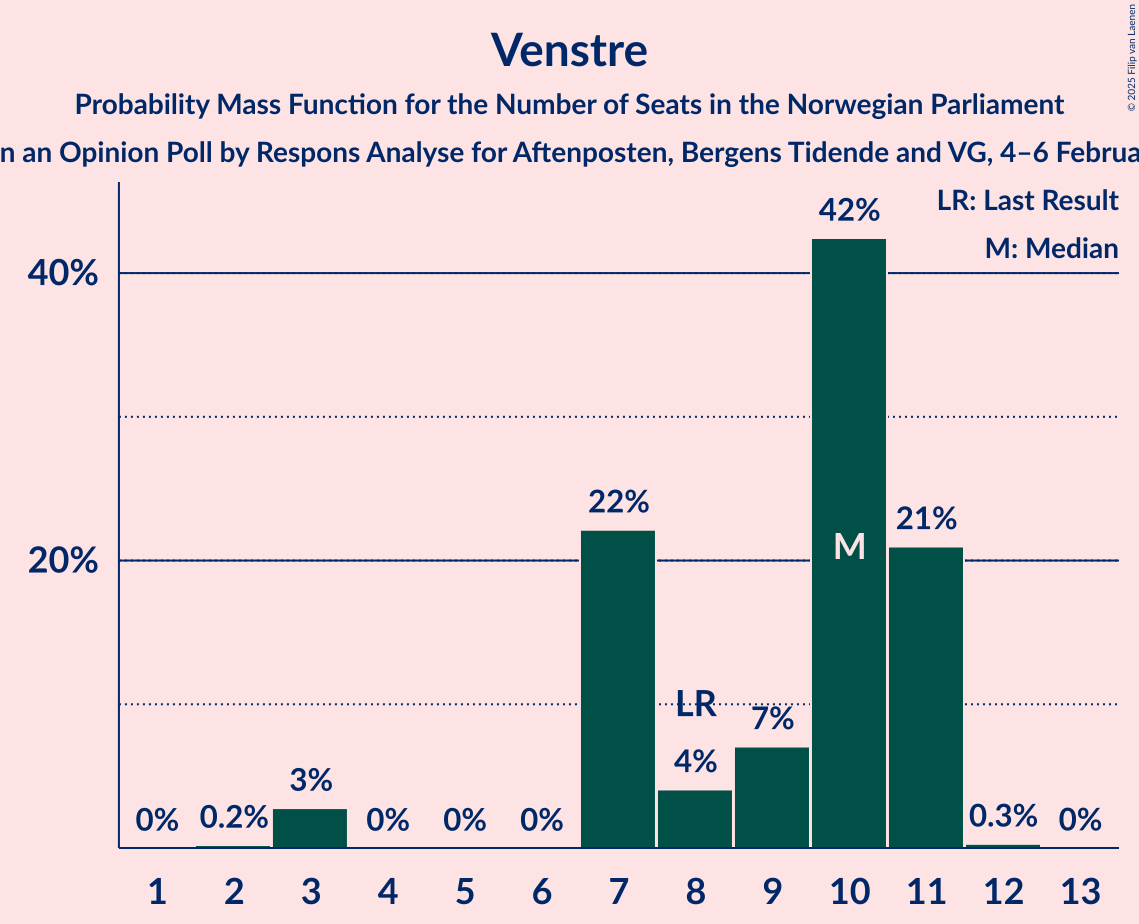 Venstre
Probability Mass Function for the Number of Seats in the Norwegian Parliament
n an Opinion Poll by Respons Analyse for Aftenposten, Bergens Tidende and VG, 4–6 Februa
© 2025 Filip van Laenen
LR: Last Result
M: Median
40%
20%
0%
0.2%
3%
0%
0%
0%
22%
LR
4%
7%
42%
M
21%
0.3%
0%
1 2 3 4 5 6 7 8 9 10 11 12 13